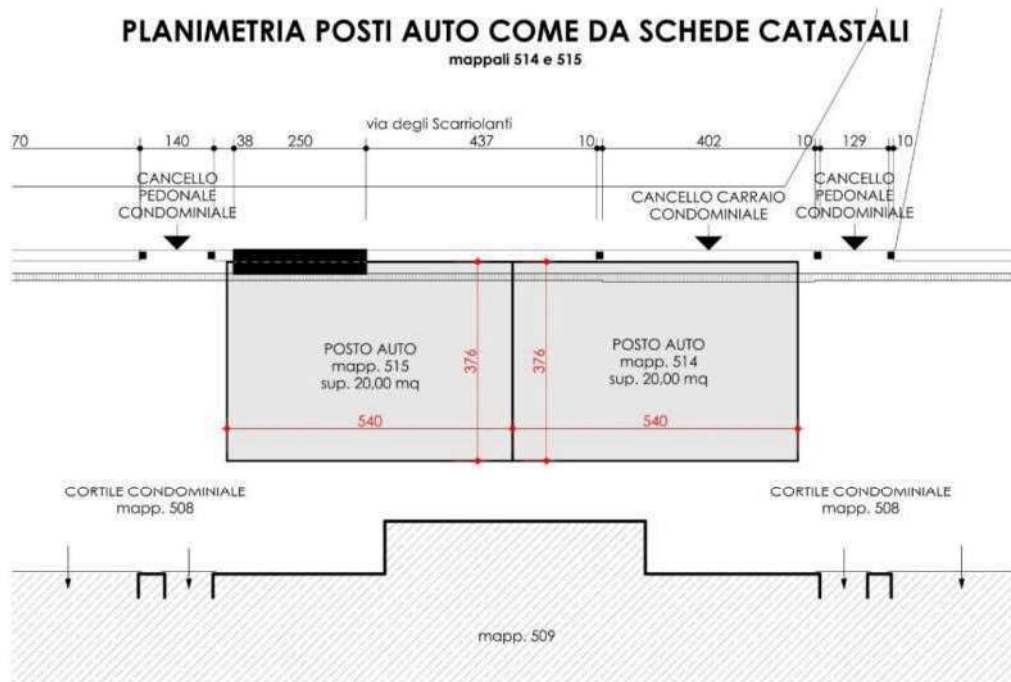 PLANIMETRIA POSTI AUTO COME DA SCHEDE CATASTALI
mappali 514 e 515
via degli Scarriolanti
70 140 38 250 437 10 402 10 129 10
CANCELLO
PEDONALE
CONDOMINIALE
CANCELLO CARRAIO
CONDOMINIALE
CANCELLO
PEDONALE
CONDOMINIALE
POSTO AUTO
mapp. 515
sup. 20,00 mq
376
540
POSTO AUTO
mapp. 514
sup. 20,00 mq
376
540
CORTILE CONDOMINIALE
mapp. 508
CORTILE CONDOMINIALE
mapp. 508
mapp. 509